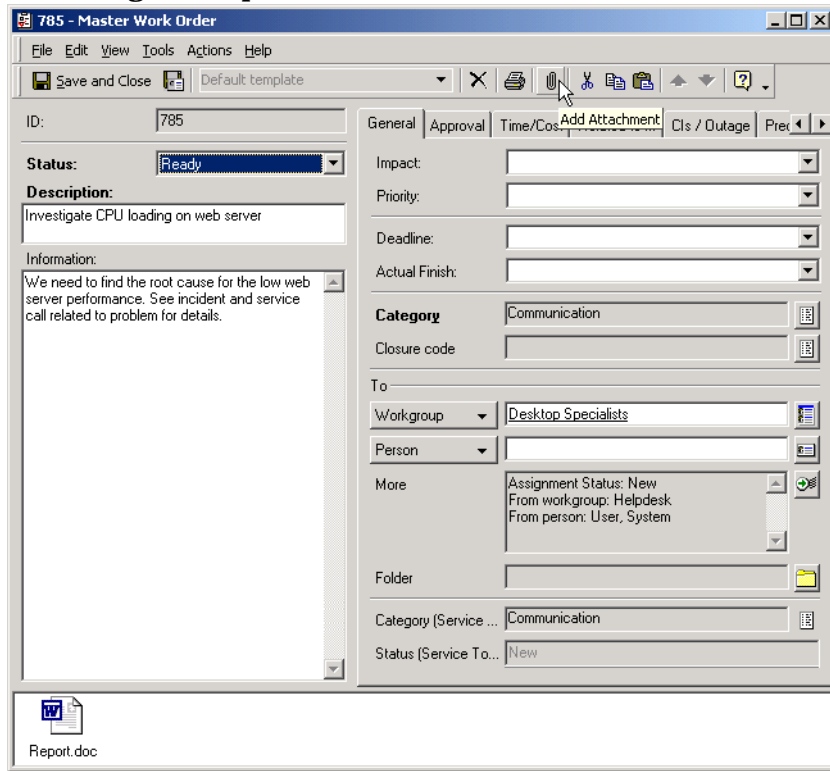 785 - Master Work Order
File Edit View Tools Actions Help
Save and Close Default template
Add Attachment
ID: 785
Status: Ready
Description:
Investigate CPU loading on web server
Information:
We need to find the root cause for the low web
server performance. See incident and service
call related to problem for details.
General Approval Time/Cos. CIs / Outage Pre
Impact:
Priority:
Deadline:
Actual Finish:
Category Communication
Closure code
To
Workgroup Desktop Specialists
Person
More Assignment Status: New
From workgroup: Helpdesk
From person: User, System
Folder
Category (Service ... Communication
Status (Service To... New
Report.doc